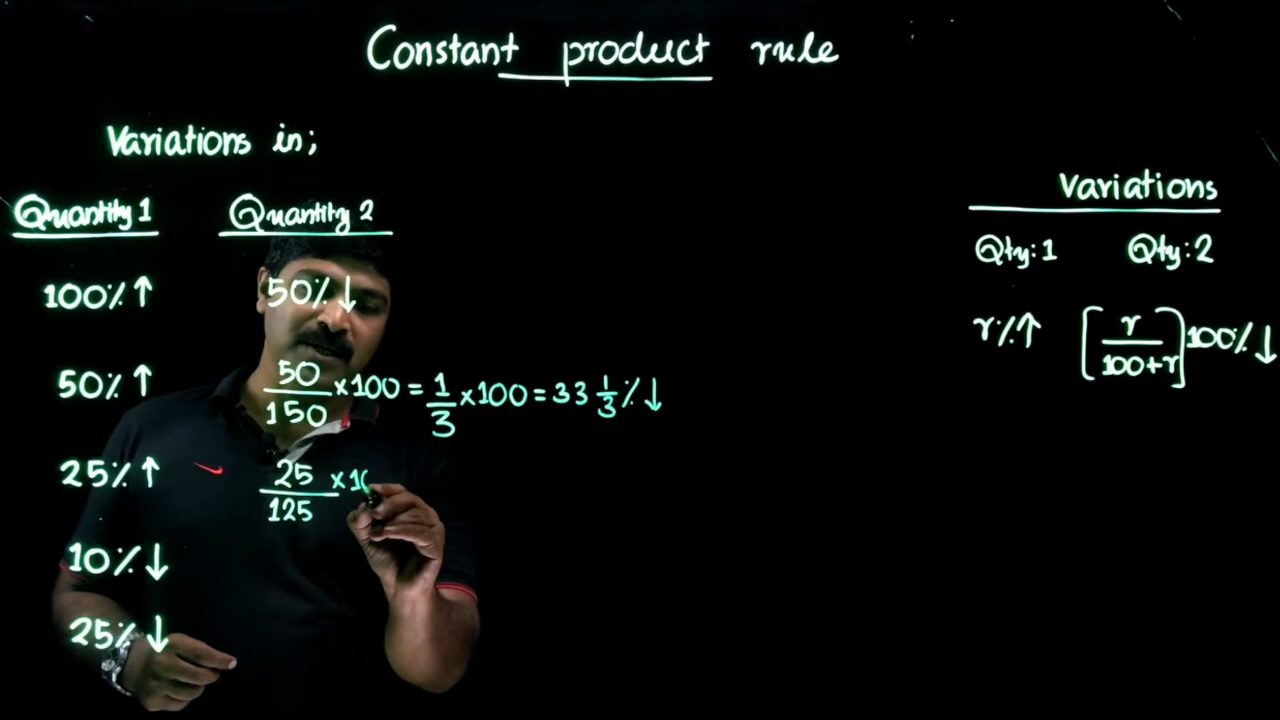 Constant product rule
Variations in;
Quantity 1 Quantity 2
100% ↑ 50% ↓
50% ↑ 50/150 × 100 = 1/3 × 100 = 33 1/3 % ↓
25% ↑ 25/125 × 10
10% ↓
25% ↓
Variations
Qty:1 Qty:2
r% ↑ [r/100+r] 100% ↓